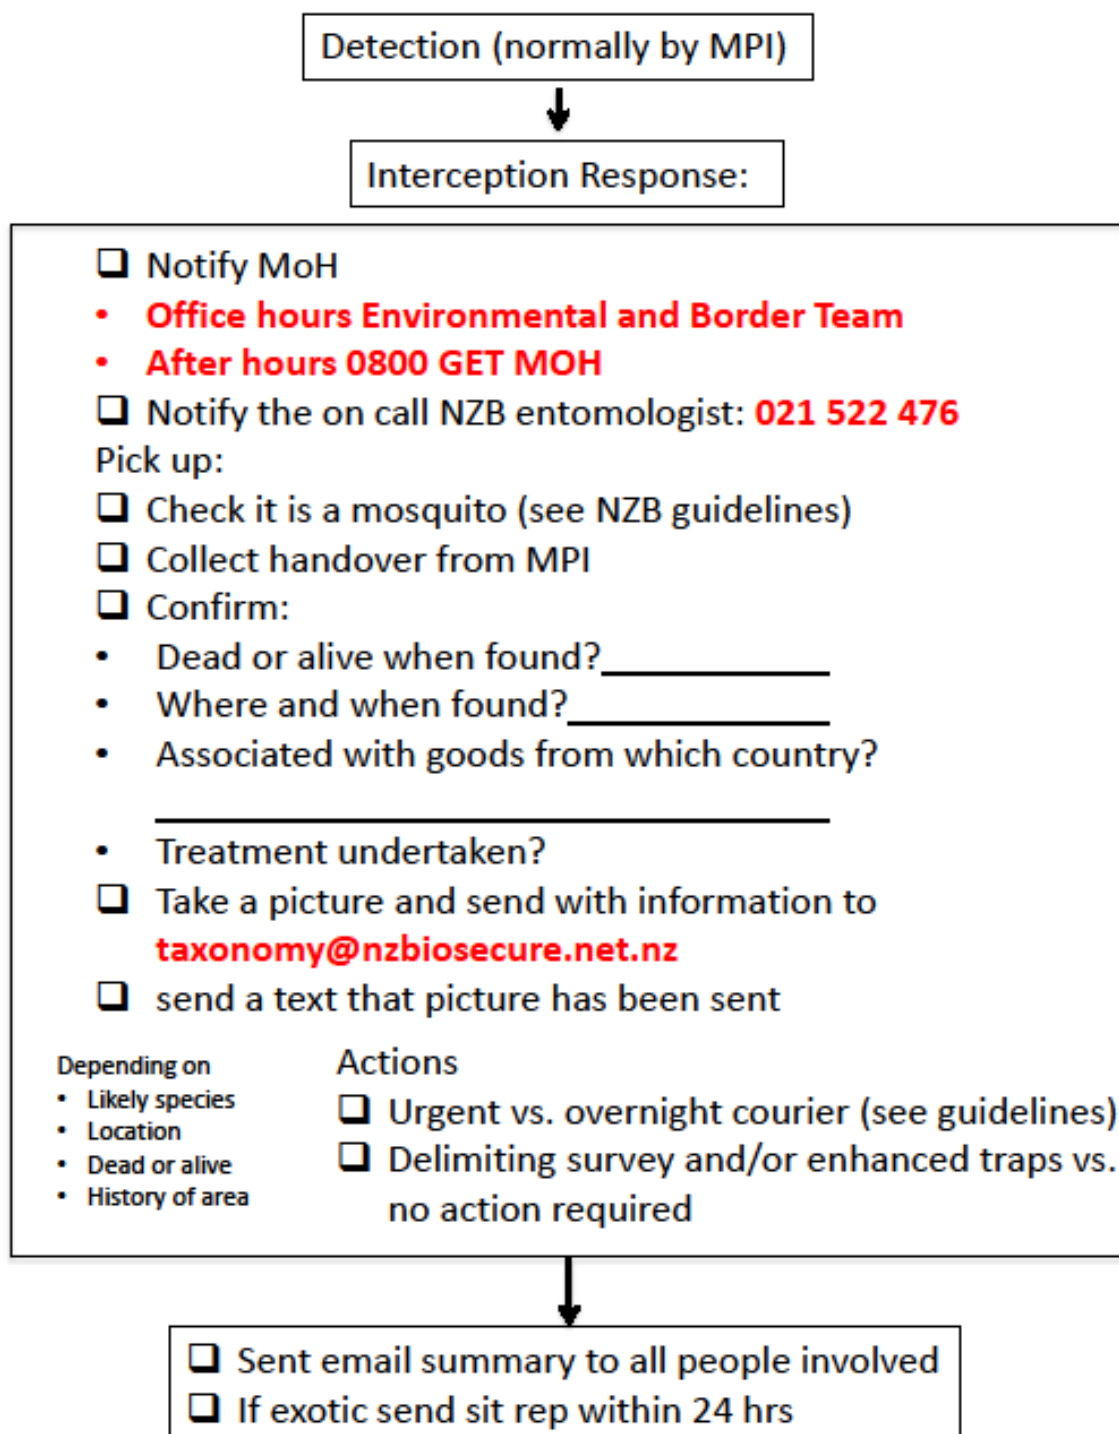 Detection (normally by MPI)
Interception Response:
❑ Notify MoH
• Office hours Environmental and Border Team
• After hours 0800 GET MOH
❑ Notify the on call NZB entomologist: 021 522 476
Pick up:
❑ Check it is a mosquito (see NZB guidelines)
❑ Collect handover from MPI
❑ Confirm:
• Dead or alive when found?___________
• Where and when found?____________
• Associated with goods from which country?
________________________________
• Treatment undertaken?
❑ Take a picture and send with information to
taxonomy@nzbiosecure.net.nz
❑ send a text that picture has been sent
Depending on
• Likely species
• Location
• Dead or alive
• History of area
Actions
❑ Urgent vs. overnight courier (see guidelines)
❑ Delimiting survey and/or enhanced traps vs.
no action required
❑ Sent email summary to all people involved
❑ If exotic send sit rep within 24 hrs